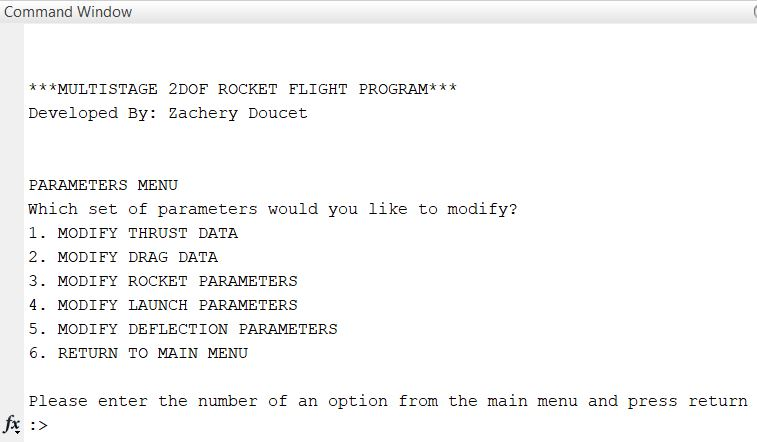 Command Window
***MULTISTAGE 2DOF ROCKET FLIGHT PROGRAM***
Developed By: Zachery Doucet
PARAMETERS MENU
Which set of parameters would you like to modify?
1. MODIFY THRUST DATA
2. MODIFY DRAG DATA
3. MODIFY ROCKET PARAMETERS
4. MODIFY LAUNCH PARAMETERS
5. MODIFY DEFLECTION PARAMETERS
6. RETURN TO MAIN MENU
Please enter the number of an option from the main menu and press return
fx :>